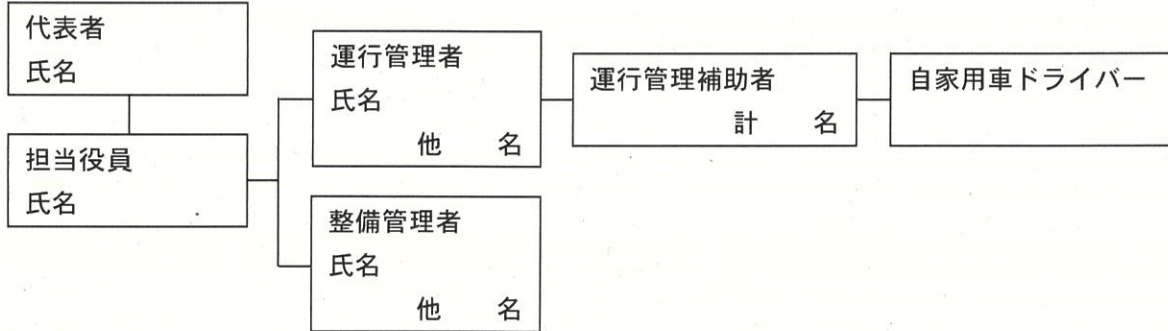 代表者
氏名
担当役員
氏名
運行管理者
氏名
他　　名
整備管理者
氏名
他　　名
運行管理補助者
計　　名
自家用車ドライバー